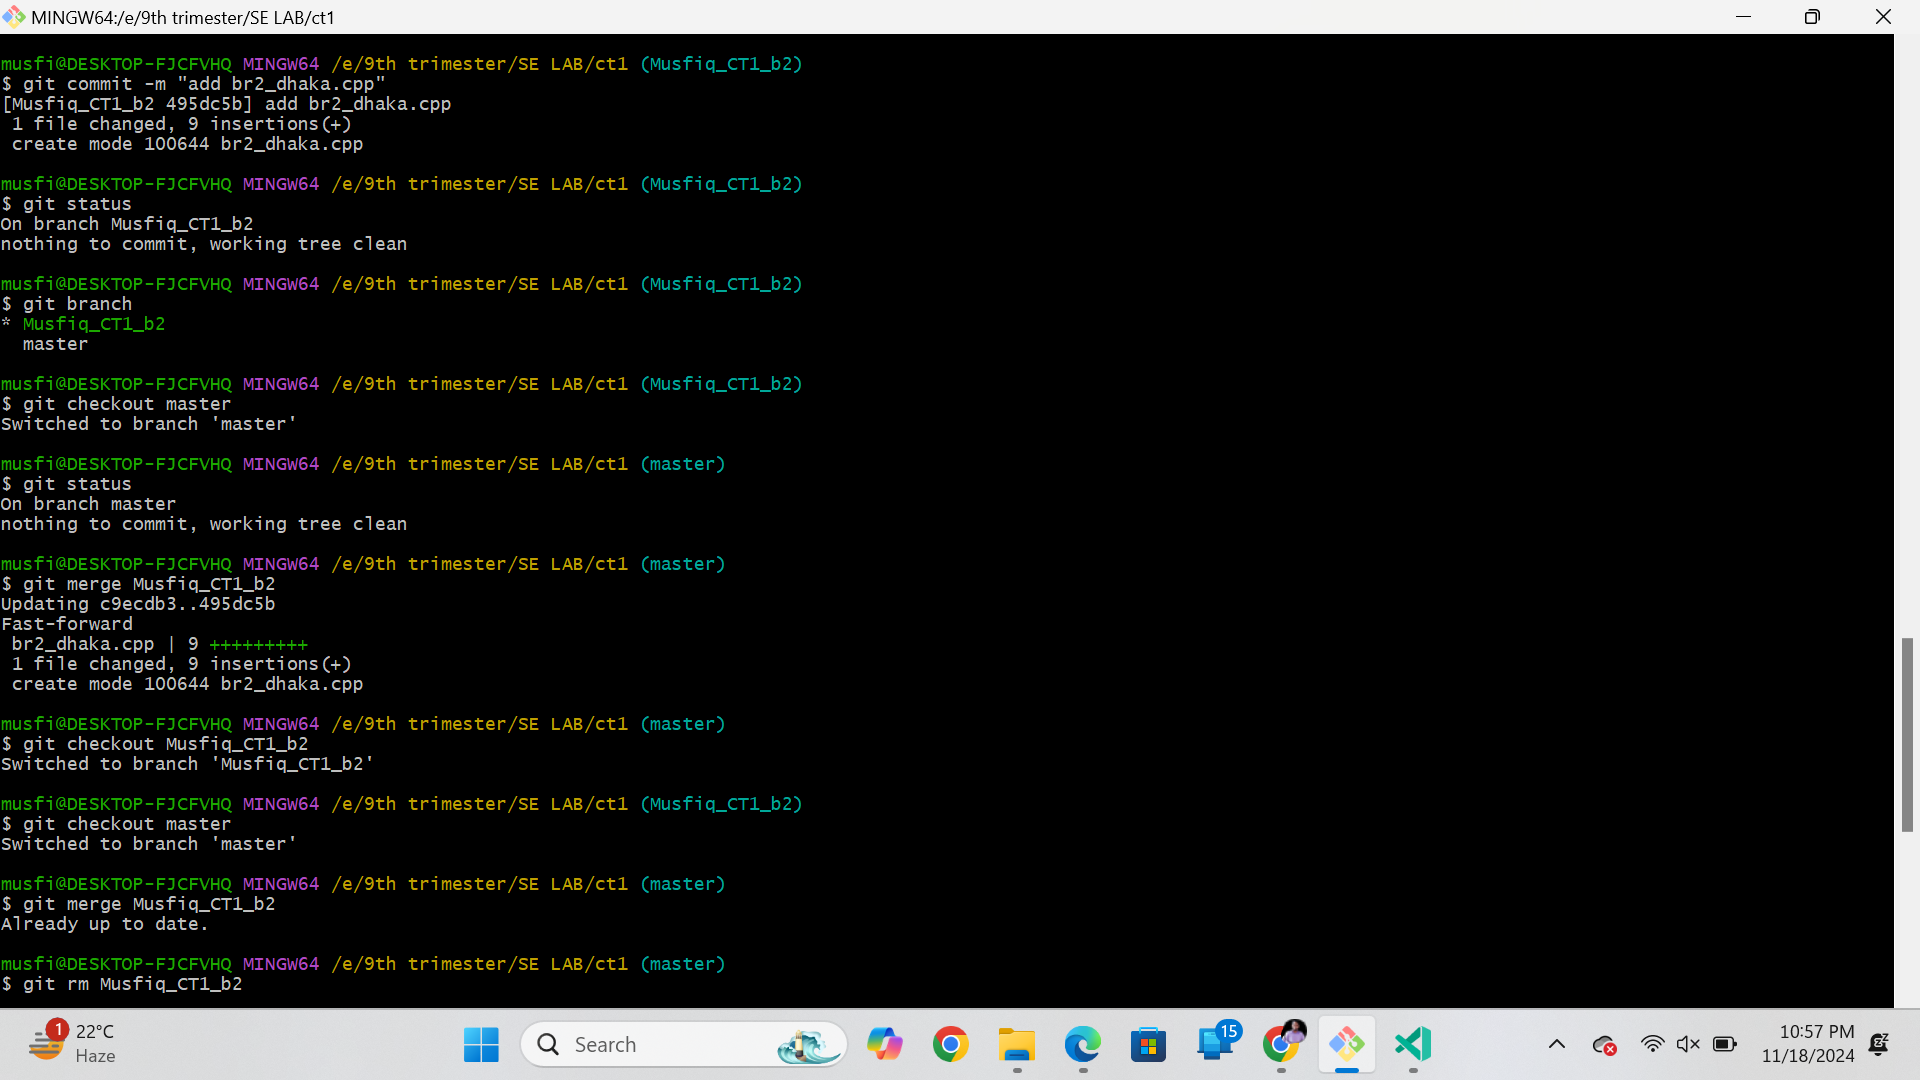 MINGW64:/e/9th trimester/SE LAB/ct1
musfi@DESKTOP-FJCFVHQ MINGW64 /e/9th trimester/SE LAB/ct1 (Musfiq_CT1_b2)
$ git commit -m "add br2_dhaka.cpp"
[Musfiq_CT1_b2 495dc5b] add br2_dhaka.cpp
 1 file changed, 9 insertions(+)
 create mode 100644 br2_dhaka.cpp
musfi@DESKTOP-FJCFVHQ MINGW64 /e/9th trimester/SE LAB/ct1 (Musfiq_CT1_b2)
$ git status
On branch Musfiq_CT1_b2
nothing to commit, working tree clean
musfi@DESKTOP-FJCFVHQ MINGW64 /e/9th trimester/SE LAB/ct1 (Musfiq_CT1_b2)
$ git branch
* Musfiq_CT1_b2
  master
musfi@DESKTOP-FJCFVHQ MINGW64 /e/9th trimester/SE LAB/ct1 (Musfiq_CT1_b2)
$ git checkout master
Switched to branch 'master'
musfi@DESKTOP-FJCFVHQ MINGW64 /e/9th trimester/SE LAB/ct1 (master)
$ git status
On branch master
nothing to commit, working tree clean
musfi@DESKTOP-FJCFVHQ MINGW64 /e/9th trimester/SE LAB/ct1 (master)
$ git merge Musfiq_CT1_b2
Updating c9ecdb3..495dc5b
Fast-forward
 br2_dhaka.cpp | 9 +++++++++
 1 file changed, 9 insertions(+)
 create mode 100644 br2_dhaka.cpp
musfi@DESKTOP-FJCFVHQ MINGW64 /e/9th trimester/SE LAB/ct1 (master)
$ git checkout Musfiq_CT1_b2
Switched to branch 'Musfiq_CT1_b2'
musfi@DESKTOP-FJCFVHQ MINGW64 /e/9th trimester/SE LAB/ct1 (Musfiq_CT1_b2)
$ git checkout master
Switched to branch 'master'
musfi@DESKTOP-FJCFVHQ MINGW64 /e/9th trimester/SE LAB/ct1 (master)
$ git merge Musfiq_CT1_b2
Already up to date.
musfi@DESKTOP-FJCFVHQ MINGW64 /e/9th trimester/SE LAB/ct1 (master)
$ git rm Musfiq_CT1_b2
1
22°C
Haze
Search
15
10:57 PM
11/18/2024